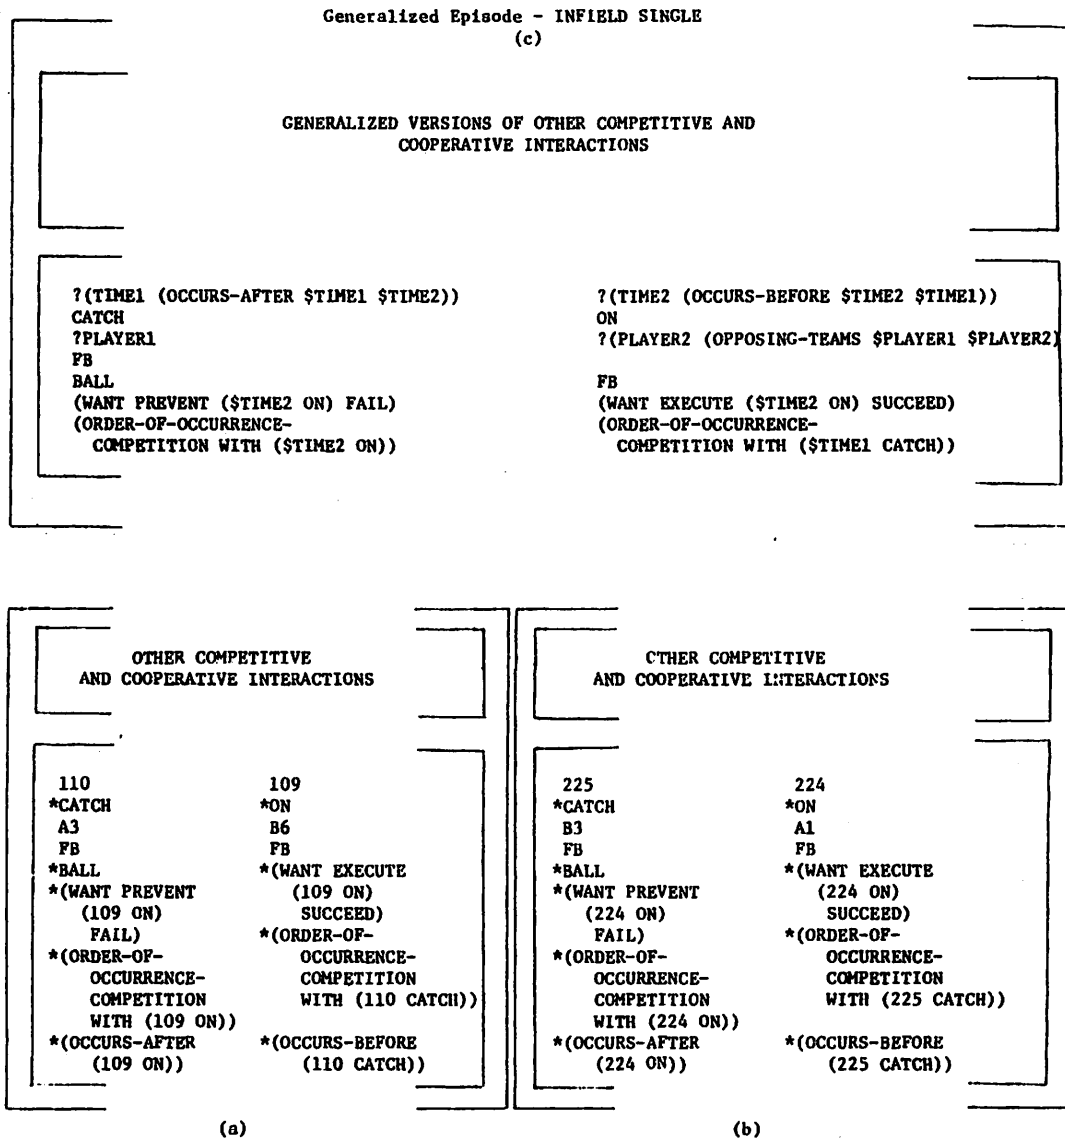 Generalized Episode - INFIELD SINGLE
(c)
GENERALIZED VERSIONS OF OTHER COMPETITIVE AND
COOPERATIVE INTERACTIONS
?(TIME1 (OCCURS-AFTER $TIME1 $TIME2))
CATCH
?PLAYER1
FB
BALL
(WANT PREVENT ($TIME2 ON) FAIL)
(ORDER-OF-OCCURRENCE-
COMPETITION WITH ($TIME2 ON))
?(TIME2 (OCCURS-BEFORE $TIME2 $TIME1))
ON
?(PLAYER2 (OPPOSING-TEAMS $PLAYER1 $PLAYER2)
FB
(WANT EXECUTE ($TIME2 ON) SUCCEED)
(ORDER-OF-OCCURRENCE-
COMPETITION WITH ($TIME1 CATCH))
OTHER COMPETITIVE
AND COOPERATIVE INTERACTIONS
110
*CATCH
A3
FB
*BALL
*(WANT PREVENT
(109 ON)
FAIL)
*(ORDER-OF-
OCCURRENCE-
COMPETITION
WITH (109 ON))
*(OCCURS-AFTER
(109 ON))
109
*ON
B6
FB
*(WANT EXECUTE
(109 ON)
SUCCEED)
*(ORDER-OF-
OCCURRENCE-
COMPETITION
WITH (110 CATCH))
*(OCCURS-BEFORE
(110 CATCH))
(a)
OTHER COMPETITIVE
AND COOPERATIVE INTERACTIONS
225
*CATCH
B3
FB
*BALL
*(WANT PREVENT
(224 ON)
FAIL)
*(ORDER-OF-
OCCURRENCE-
COMPETITION
WITH (224 ON))
*(OCCURS-AFTER
(224 ON))
224
*ON
A1
FB
*(WANT EXECUTE
(224 ON)
SUCCEED)
*(ORDER-OF-
OCCURRENCE-
COMPETITION
WITH (225 CATCH))
*(OCCURS-BEFORE
(225 CATCH))
(b)